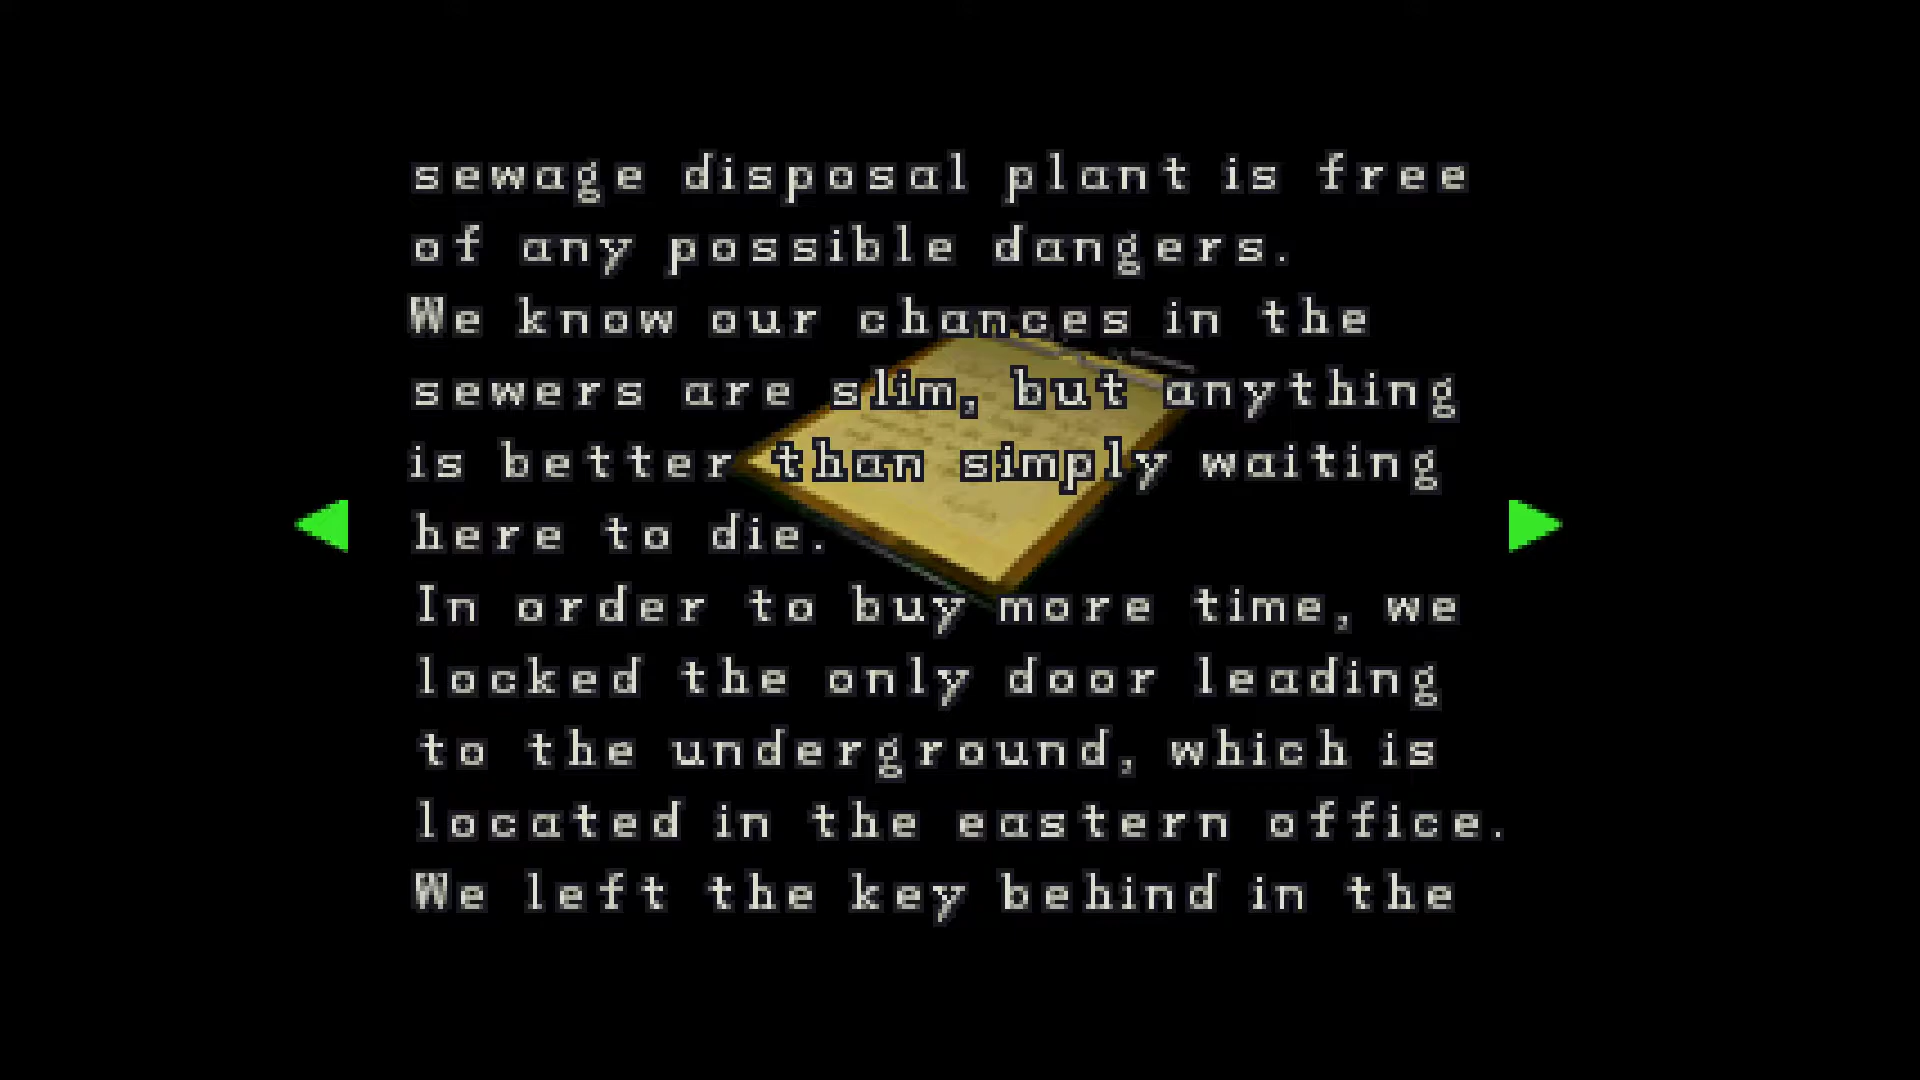 sewage disposal plant is free
of any possible dangers.
We know our chances in the
sewers are slim, but anything
is better than simply waiting
here to die.
In order to buy more time, we
locked the only door leading
to the underground, which is
located in the eastern office.
We left the key behind in the